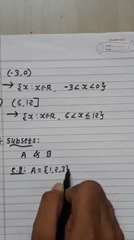 (-3,0)
→ {x : x∈R, -3<x<0}
(6,12]
→ {x : x∈R, 6<x≤12}
Subsets:
A & B
e.g: A = {1,2,3}